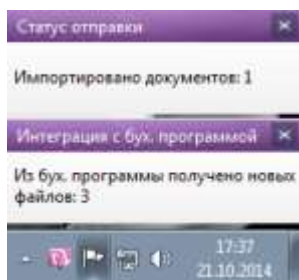 Статус отправки
Импортировано документов: 1
Интеграция с бух. программой
Из бух. программы получено новых
файлов: 3
17:37
21.10.2014